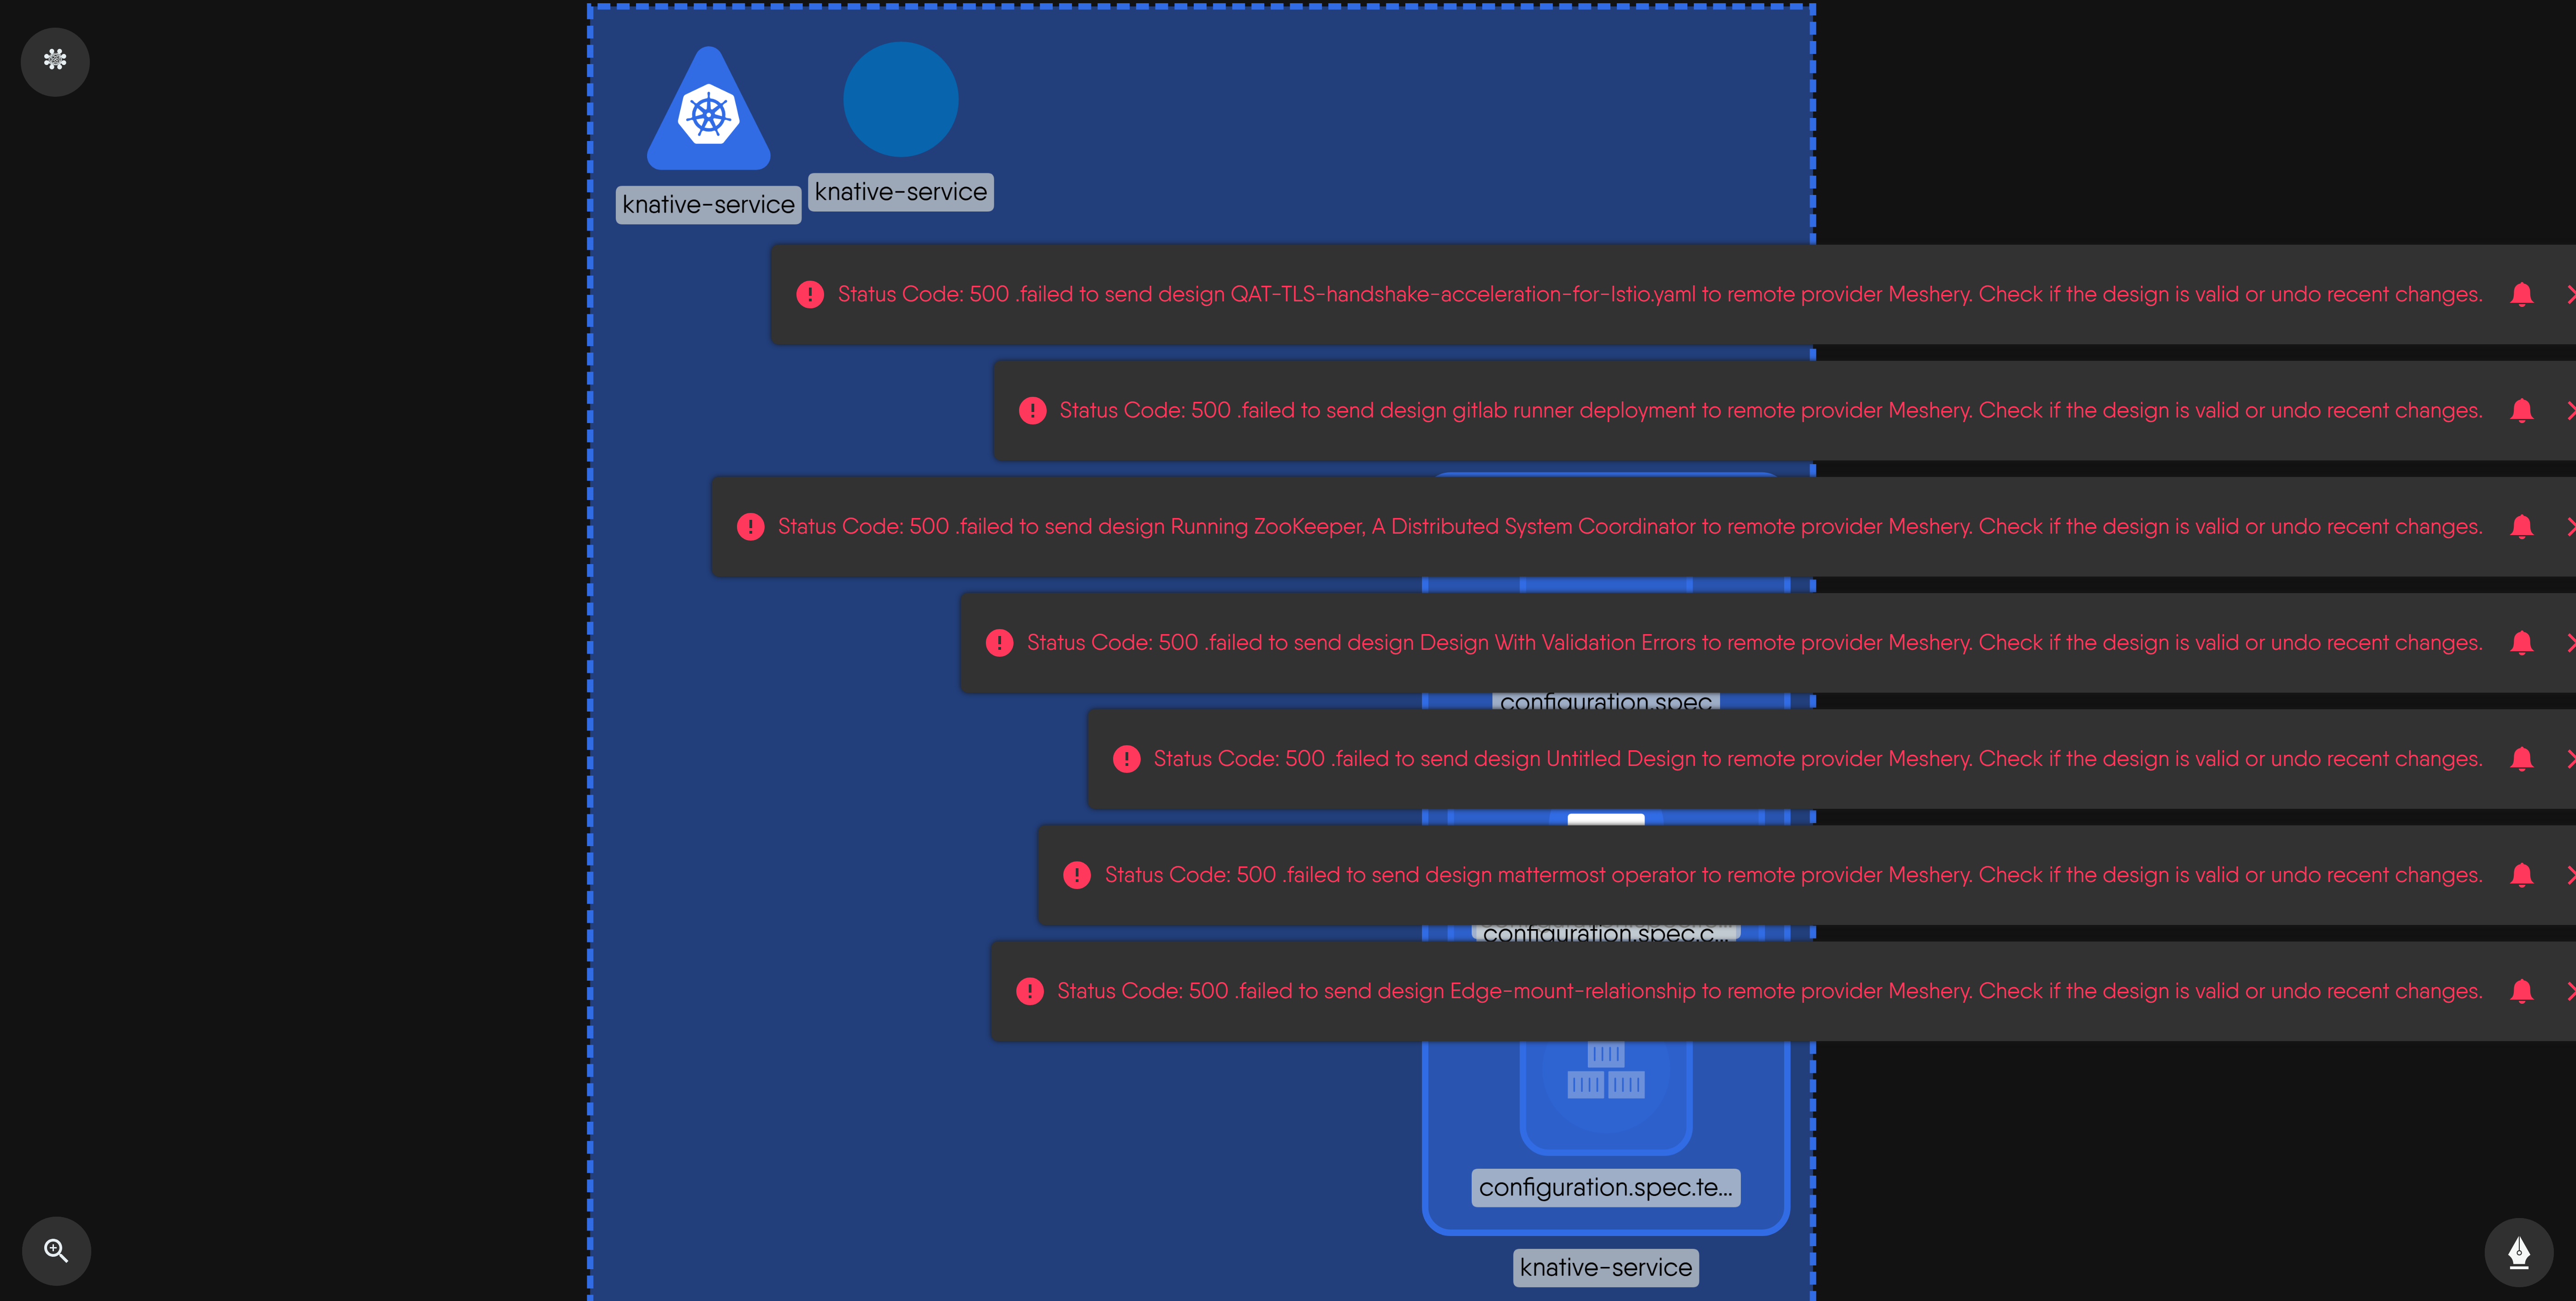 knative-service
knative-service
Status Code: 500 .failed to send design QAT-TLS-handshake-acceleration-for-Istio.yaml to remote provider Meshery. Check if the design is valid or undo recent changes.
Status Code: 500 .failed to send design gitlab runner deployment to remote provider Meshery. Check if the design is valid or undo recent changes.
Status Code: 500 .failed to send design Running ZooKeeper, A Distributed System Coordinator to remote provider Meshery. Check if the design is valid or undo recent changes.
Status Code: 500 .failed to send design Design With Validation Errors to remote provider Meshery. Check if the design is valid or undo recent changes.
configuration.spec
Status Code: 500 .failed to send design Untitled Design to remote provider Meshery. Check if the design is valid or undo recent changes.
Status Code: 500 .failed to send design mattermost operator to remote provider Meshery. Check if the design is valid or undo recent changes.
configuration.spec.c...
Status Code: 500 .failed to send design Edge-mount-relationship to remote provider Meshery. Check if the design is valid or undo recent changes.
configuration.spec.te...
knative-service